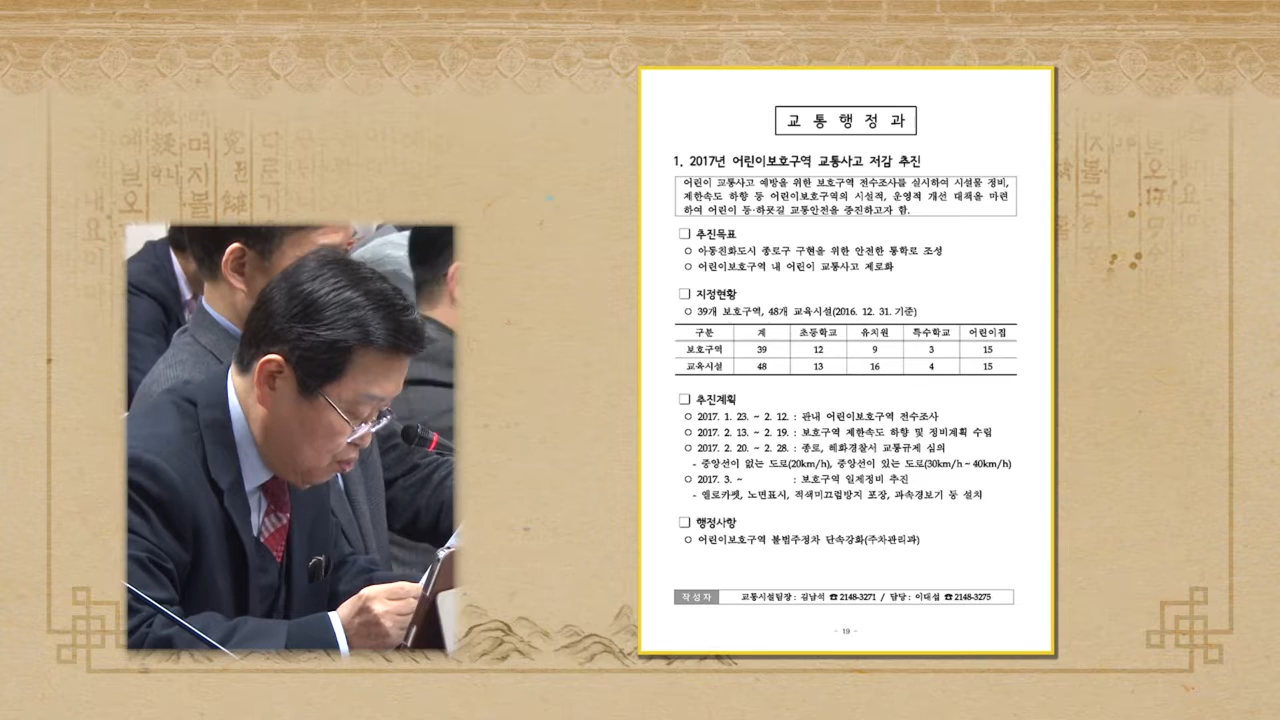 교 통 행 정 과
1. 2017년 어린이보호구역 교통사고 저감 추진
어린이 교통사고 예방을 위한 보호구역 전수조사를 실시하여 시설물 정비,
제한속도 하향 등 어린이보호구역의 시설적, 운영적 개선 대책을 마련
하여 어린이 등·하굣길 교통안전을 증진하고자 함.
❏ 추진목표
○ 아동친화도시 종로구 구현을 위한 안전한 통학로 조성
○ 어린이보호구역 내 어린이 교통사고 제로화
❏ 지정현황
○ 39개 보호구역, 48개 교육시설(2016. 12. 31. 기준)
구분 계 초등학교 유치원 특수학교 어린이집
보호구역 39 12 9 3 15
교육시설 48 13 16 4 15
❏ 추진계획
○ 2017. 1. 23. ~ 2. 12. : 관내 어린이보호구역 전수조사
○ 2017. 2. 13. ~ 2. 19. : 보호구역 제한속도 하향 및 정비계획 수립
○ 2017. 2. 20. ~ 2. 28. : 종로, 혜화경찰서 교통규제 심의
- 중앙선이 없는 도로(20km/h), 중앙선이 있는 도로(30km/h ~ 40km/h)
○ 2017. 3. ~ : 보호구역 일제정비 추진
- 옐로카펫, 노면표시, 적색미끄럼방지 포장, 과속경보기 등 설치
❏ 행정사항
○ 어린이보호구역 불법주정차 단속강화(주차관리과)
작성자 교통시설팀장 : 김남석 ☎ 2148-3271 / 담당 : 이대섭 ☎ 2148-3275
- 19 -